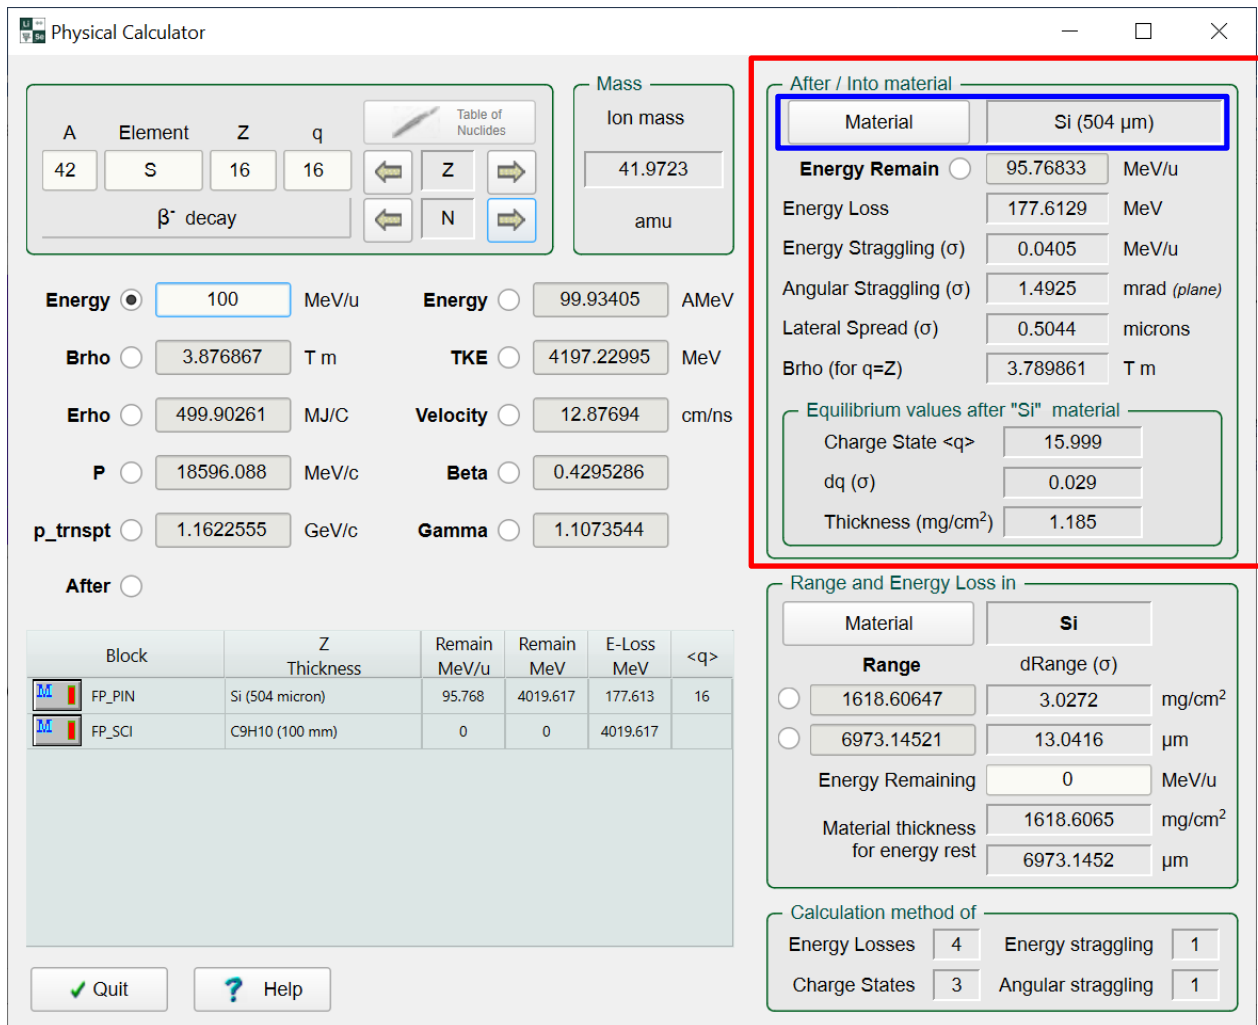 Physical Calculator
A Element Z q
Table of Nuclides
42 S 16 16
Z
β- decay
N
Mass
Ion mass
41.9723
amu
Energy 100 MeV/u Energy 99.93405 AMeV
Brho 3.876867 T m TKE 4197.22995 MeV
Erho 499.90261 MJ/C Velocity 12.87694 cm/ns
P 18596.088 MeV/c Beta 0.4295286
p_trnspt 1.1622555 GeV/c Gamma 1.1073544
After
Block Z Thickness Remain MeV/u Remain MeV E-Loss MeV <q>
M FP_PIN Si (504 micron) 95.768 4019.617 177.613 16
M FP_SCI C9H10 (100 mm) 0 0 4019.617
Quit Help
After / Into material
Material Si (504 µm)
Energy Remain 95.76833 MeV/u
Energy Loss 177.6129 MeV
Energy Straggling (σ) 0.0405 MeV/u
Angular Straggling (σ) 1.4925 mrad (plane)
Lateral Spread (σ) 0.5044 microns
Brho (for q=Z) 3.789861 T m
Equilibrium values after "Si" material
Charge State <q> 15.999
dq (σ) 0.029
Thickness (mg/cm²) 1.185
Range and Energy Loss in
Material Si
Range dRange (σ)
1618.60647 3.0272 mg/cm²
6973.14521 13.0416 µm
Energy Remaining 0 MeV/u
Material thickness for energy rest 1618.6065 mg/cm²
6973.1452 µm
Calculation method of
Energy Losses 4 Energy straggling 1
Charge States 3 Angular straggling 1